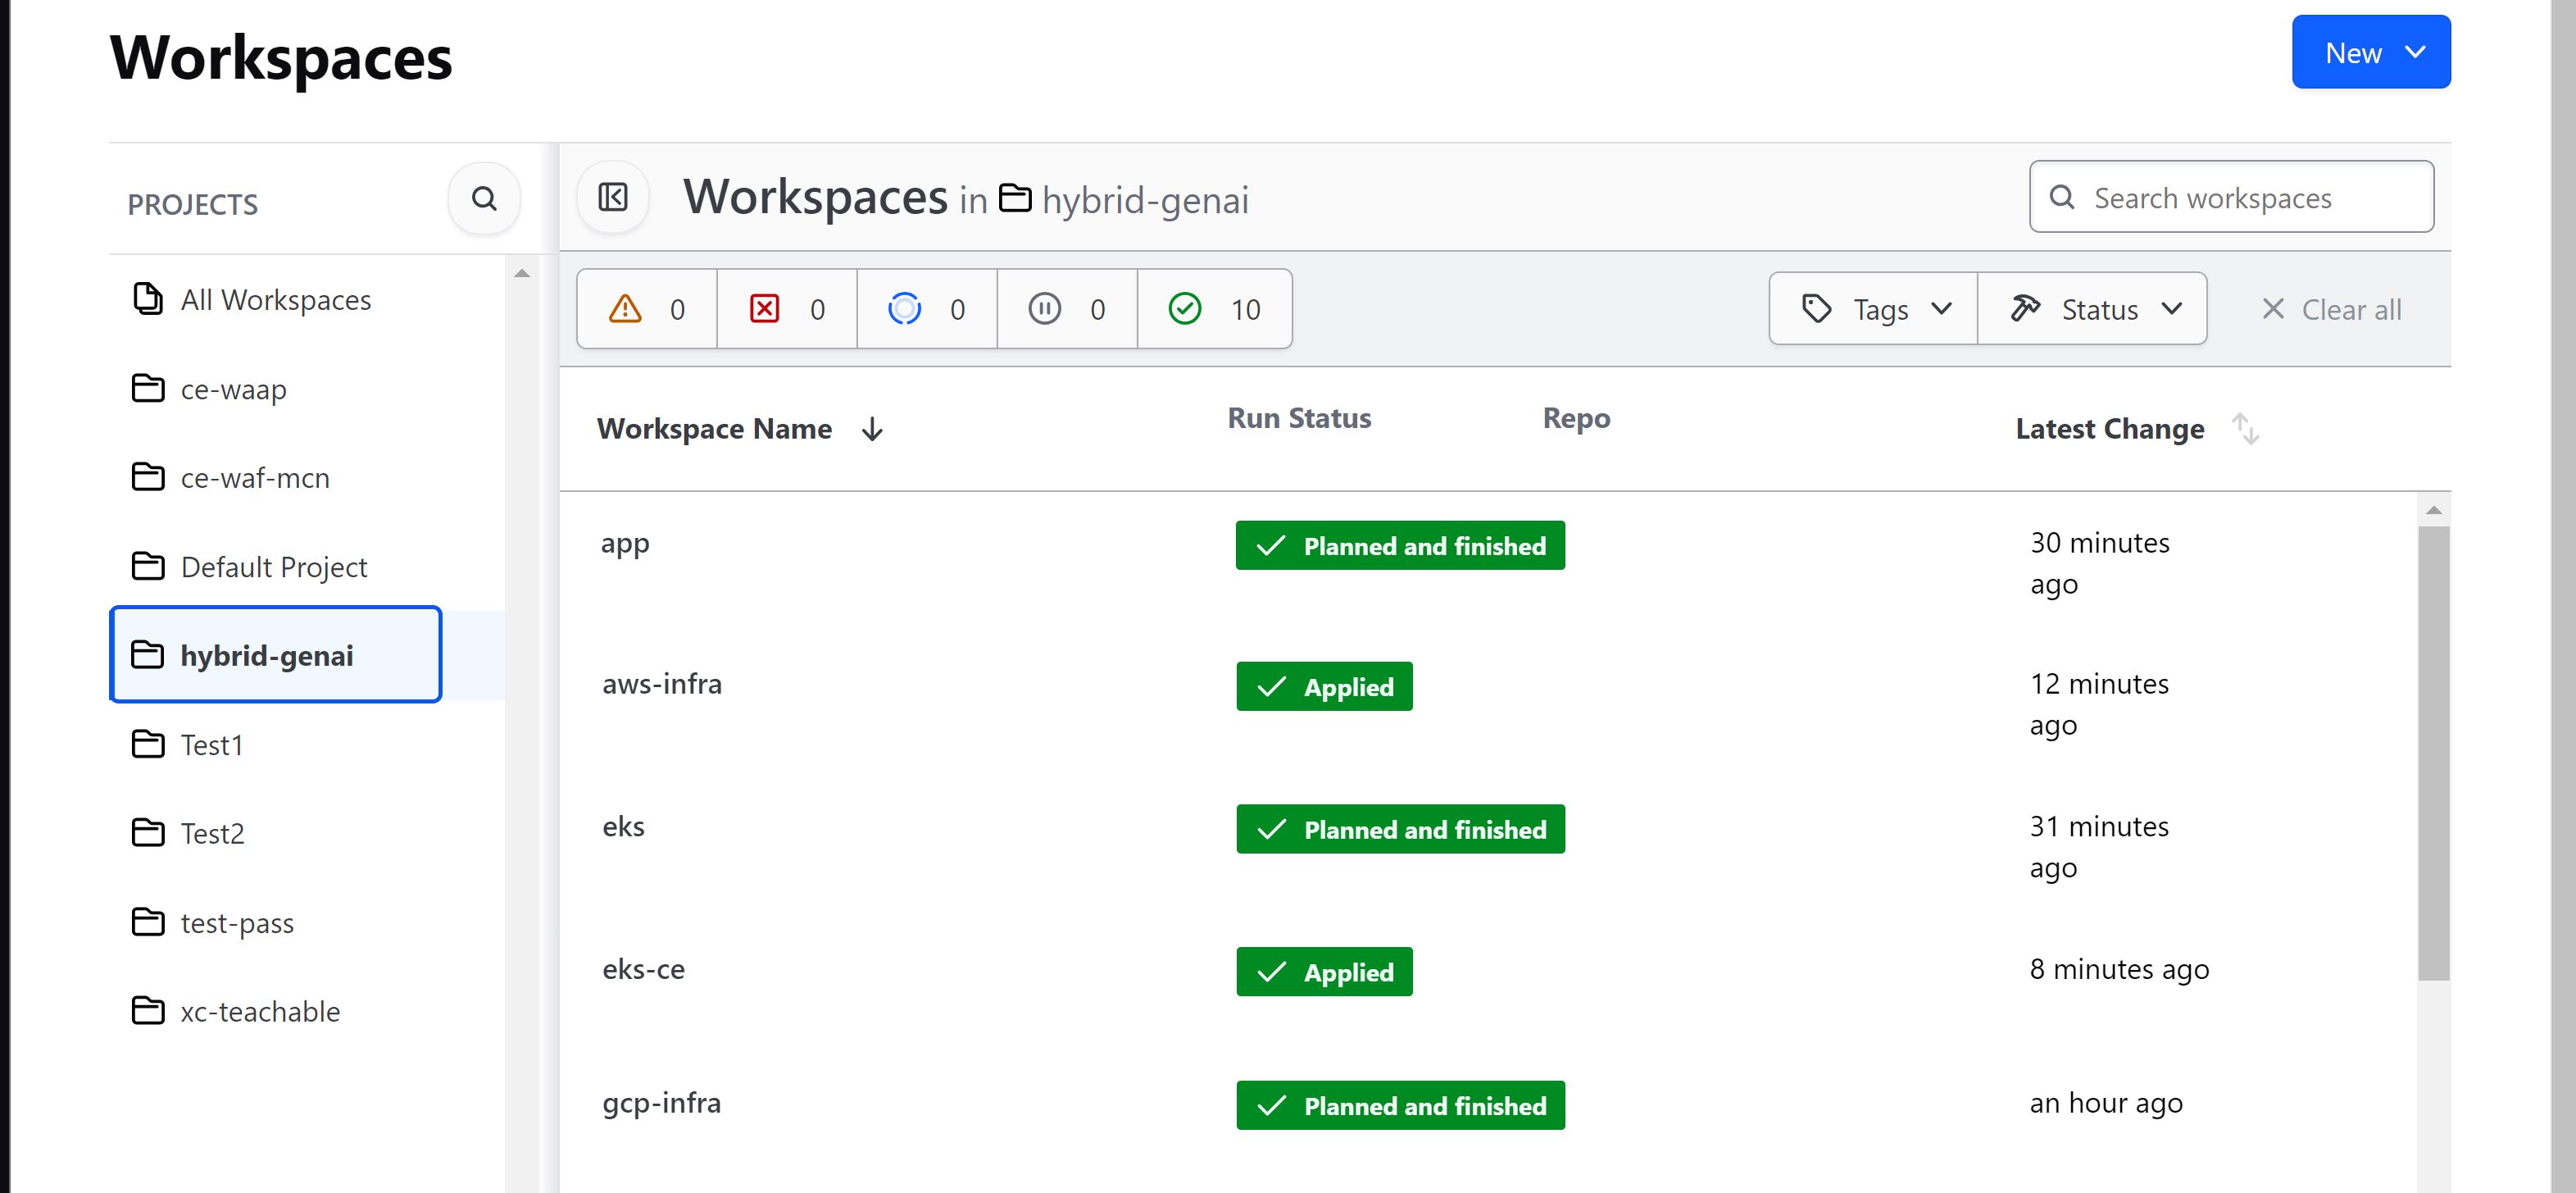 Workspaces
New
PROJECTS
All Workspaces
ce-waap
ce-waf-mcn
Default Project
hybrid-genai
Test1
Test2
test-pass
xc-teachable
Workspaces in hybrid-genai
Search workspaces
0 0 0 0 10
Tags Status Clear all
Workspace Name Run Status Repo Latest Change
app Planned and finished 30 minutes
ago
aws-infra Applied 12 minutes
ago
eks Planned and finished 31 minutes
ago
eks-ce Applied 8 minutes ago
gcp-infra Planned and finished an hour ago